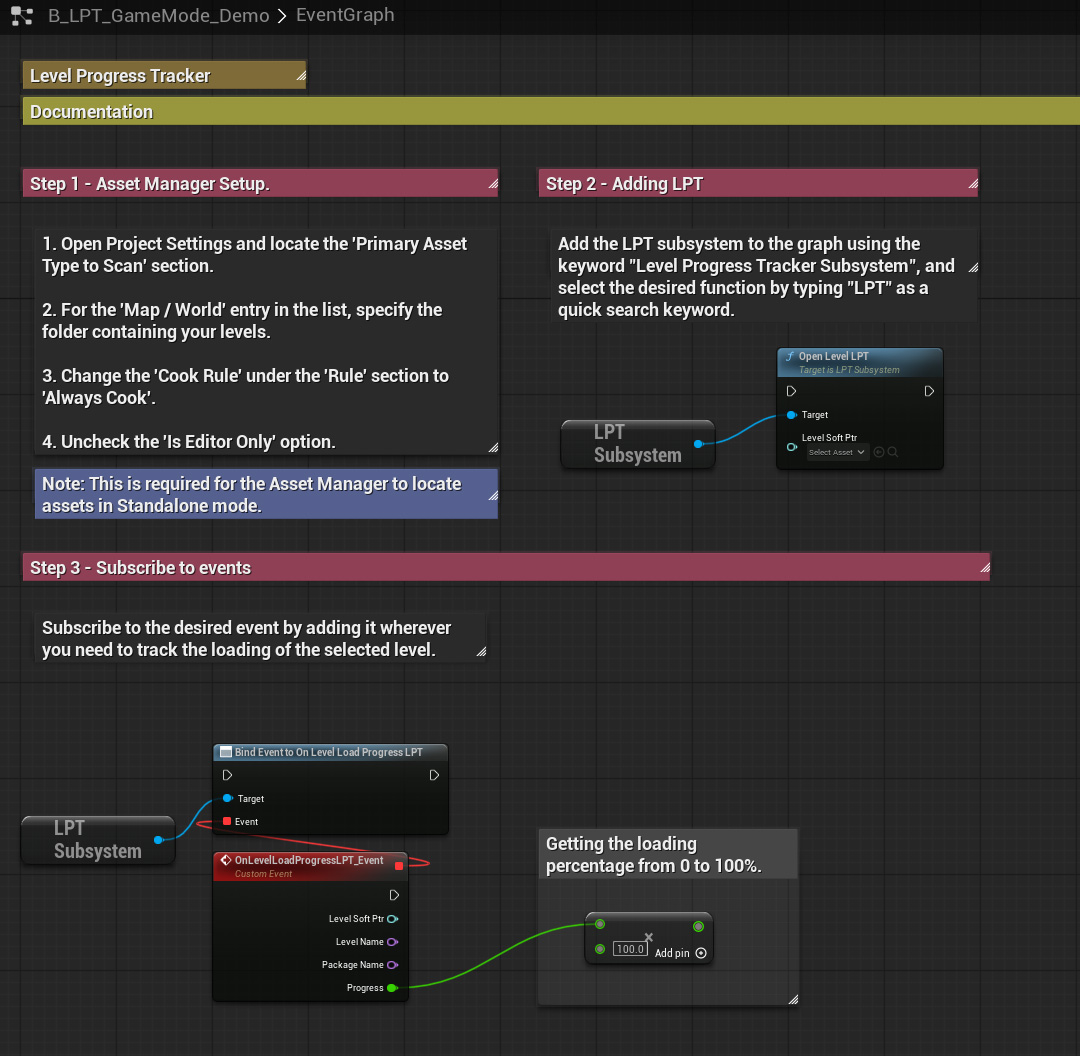 B_LPT_GameMode_Demo > EventGraph
Level Progress Tracker
Documentation
Step 1 - Asset Manager Setup.
1. Open Project Settings and locate the 'Primary Asset
Type to Scan' section.
2. For the 'Map / World' entry in the list, specify the
folder containing your levels.
3. Change the 'Cook Rule' under the 'Rule' section to
'Always Cook'.
4. Uncheck the 'Is Editor Only' option.
Note: This is required for the Asset Manager to locate
assets in Standalone mode.
Step 2 - Adding LPT
Add the LPT subsystem to the graph using the
keyword "Level Progress Tracker Subsystem", and
select the desired function by typing "LPT" as a
quick search keyword.
LPT
Subsystem
f Open Level LPT
Target is LPT Subsystem
Target
Level Soft Ptr
Select Asset
Step 3 - Subscribe to events
Subscribe to the desired event by adding it wherever
you need to track the loading of the selected level.
LPT
Subsystem
Bind Event to On Level Load Progress LPT
Target
Event
OnLevelLoadProgressLPT_Event
Custom Event
Level Soft Ptr
Level Name
Package Name
Progress
Getting the loading
percentage from 0 to 100%.
×
100.0
Add pin